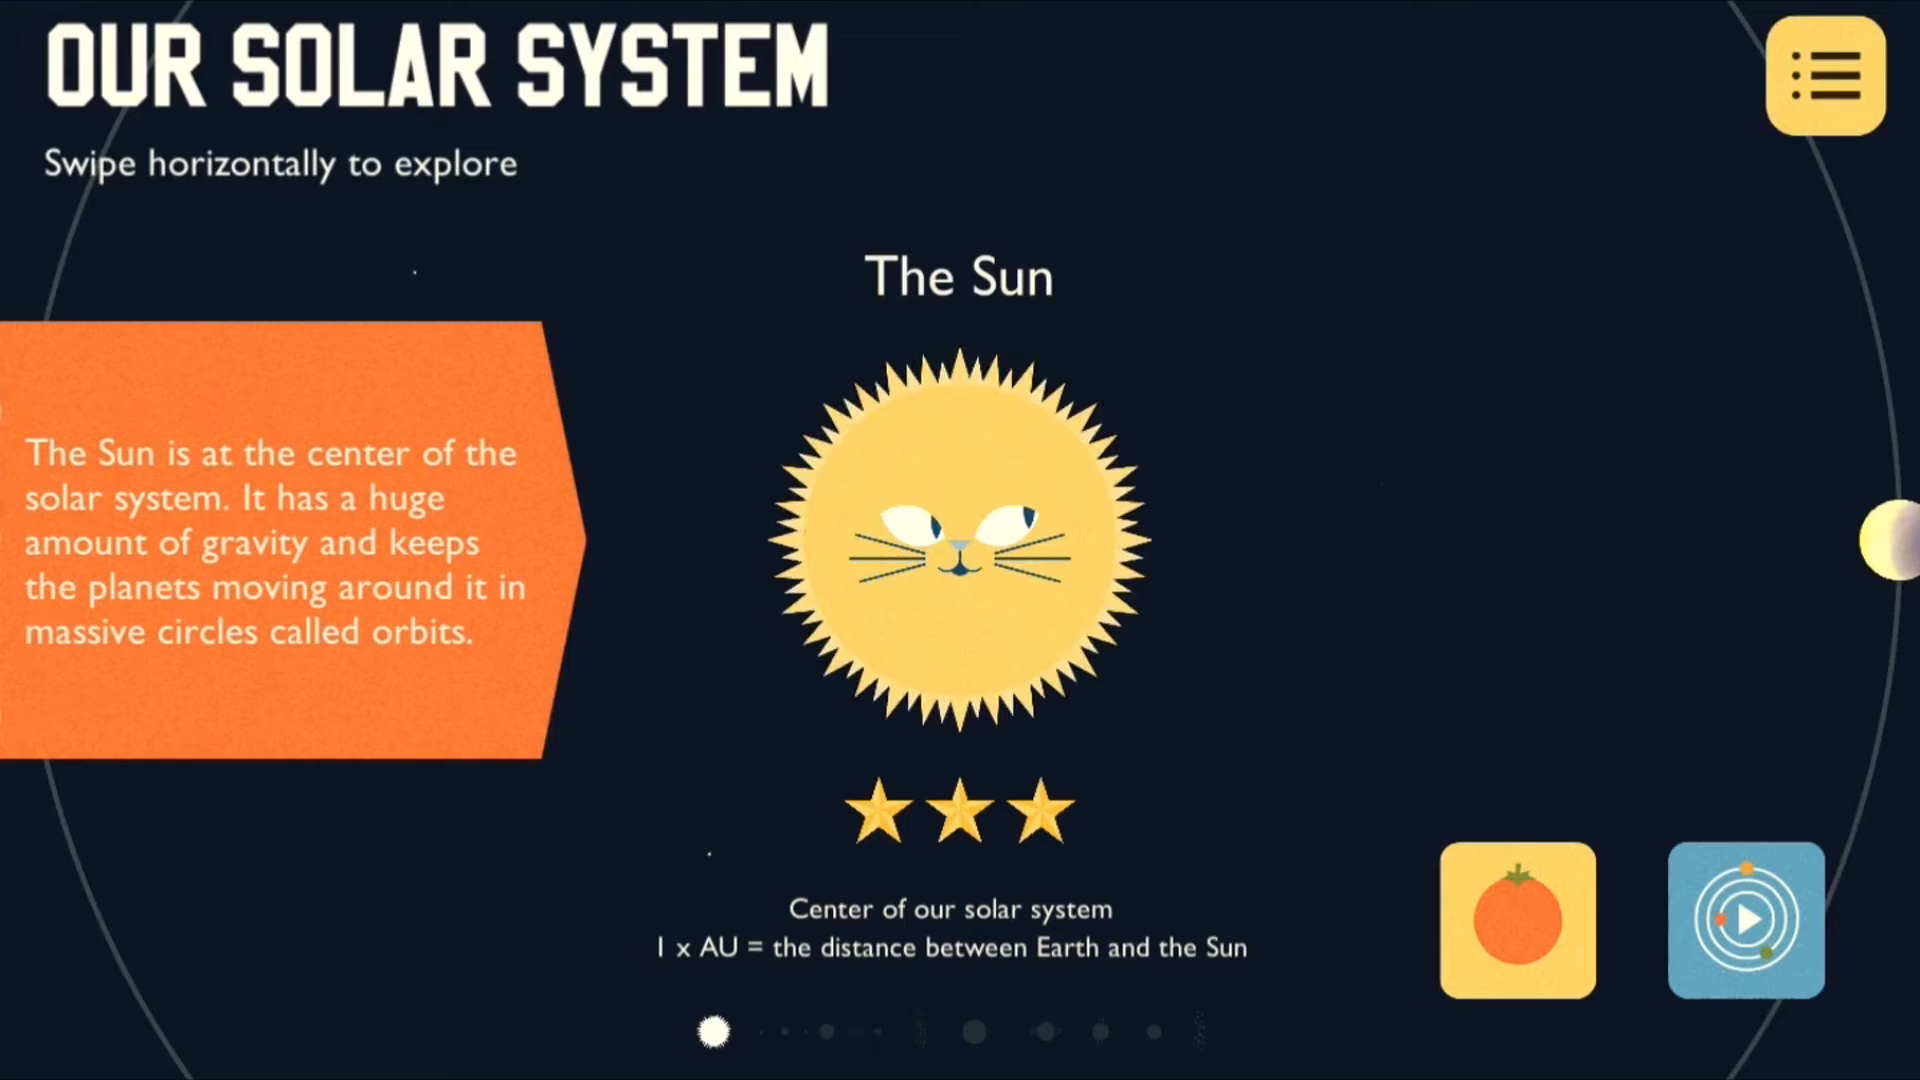 OUR SOLAR SYSTEM
Swipe horizontally to explore
The Sun
The Sun is at the center of the
solar system. It has a huge
amount of gravity and keeps
the planets moving around it in
massive circles called orbits.
Center of our solar system
1 x AU = the distance between Earth and the Sun